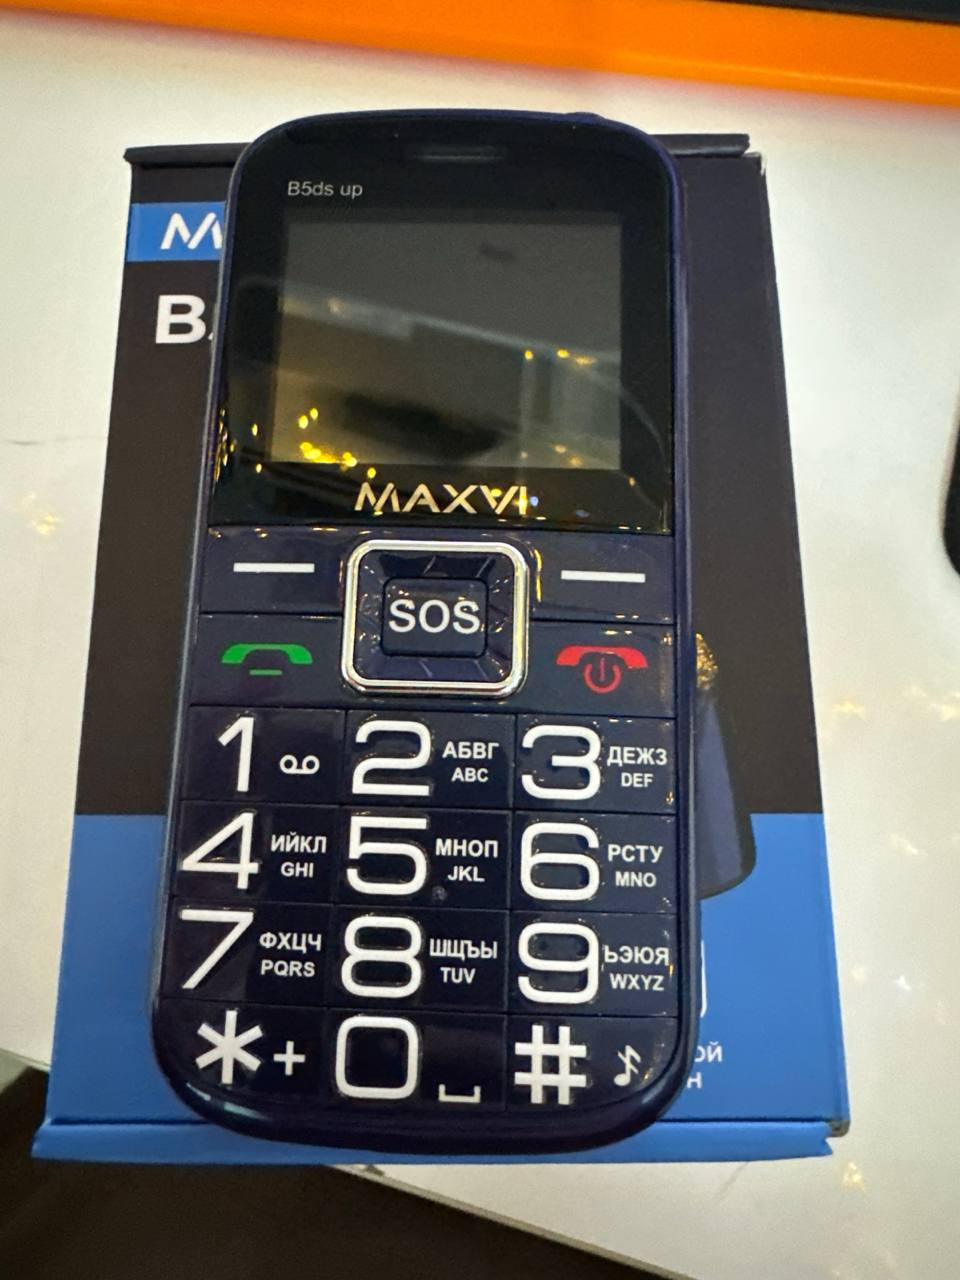 B5ds up
MAXVI
SOS
1
2 АБВГ
ABC
3 ДЕЖЗ
DEF
4 ИЙКЛ
GHI
5 МНОП
JKL
6 РСТУ
MNO
7 ФХЦЧ
PQRS
8 ШЩЪЫ
TUV
9 ЬЭЮЯ
WXYZ
* +
0
#